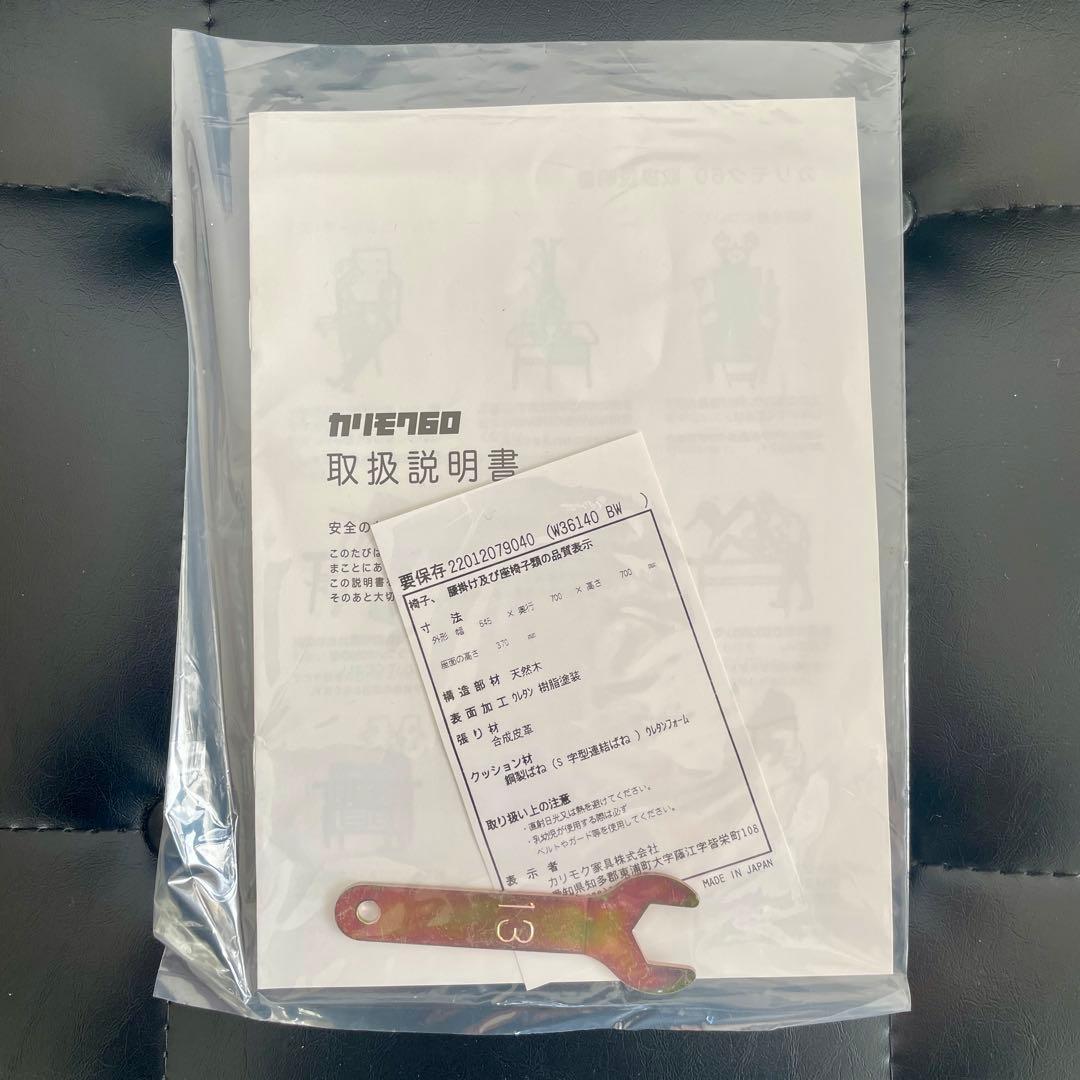 カリモク60
取扱説明書
安全の
このたびは
まことにあ
この説明書
そのあと大切
要保存 22012079040 (W36140 BW )
椅子、 腰掛け及び座椅子類の品質表示
寸 法
外形 幅 645 × 奥行 700 × 高さ 700 mm
座面の高さ 370 mm
構造部材 天然木
表面加工 ウレタン 樹脂塗装
張り材
合成皮革
クッション材
鋼製ばね (S 字型連結ばね ) ウレタンフォーム
取り扱い上の注意
・直射日光又は熱を避けてください。
・乳幼児が使用する際は必ず
ベルトやガード等を使用してください。
表 示 者
カリモク家具株式会社
愛知県知多郡東浦町大字藤江字皆栄町108
MADE IN JAPAN
13